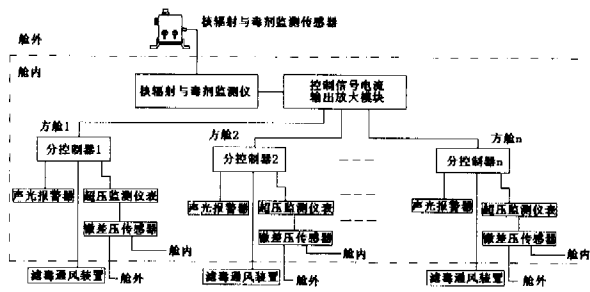 核辐射与毒剂监测传感器
舱外
舱内
核辐射与毒剂监测仪
控制信号电流
输出放大模块
方舱1
方舱2
方舱n
分控制器1
分控制器2
分控制器n
声光报警器
超压监测仪表
声光报警器
超压监测仪表
声光报警器
超压监测仪表
微差压传感器
微差压传感器
微差压传感器
舱内
舱内
舱内
滤毒通风装置
舱外
滤毒通风装置
舱外
滤毒通风装置
舱外